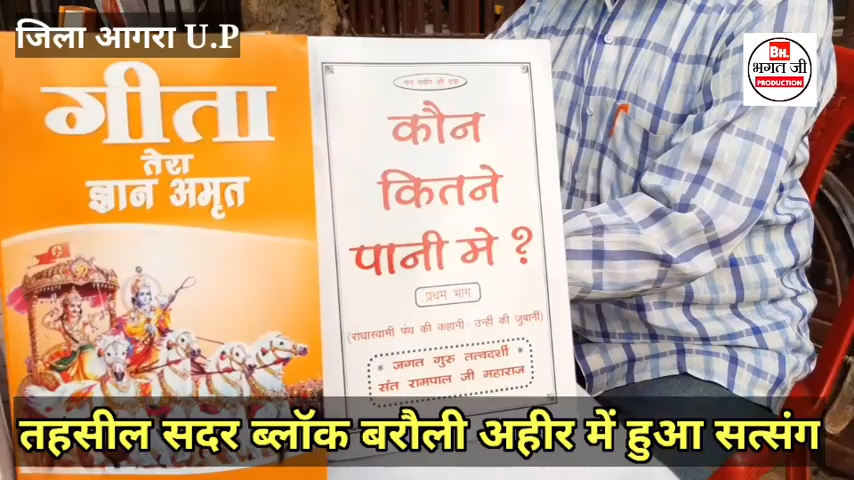 जिला आगरा U.P
BH.
भगत जी
PRODUCTION
गीता
तेरा
ज्ञान अमृत
कौन
कितने
पानी मे ?
प्रथम भाग
(राधास्वामी पंथ की कहानी - उन्हीं की जुबानी)
* जगत गुरु तत्वदर्शी *
संत रामपाल जी महाराज
तहसील सदर ब्लॉक बरौली अहीर में हुआ सत्संग